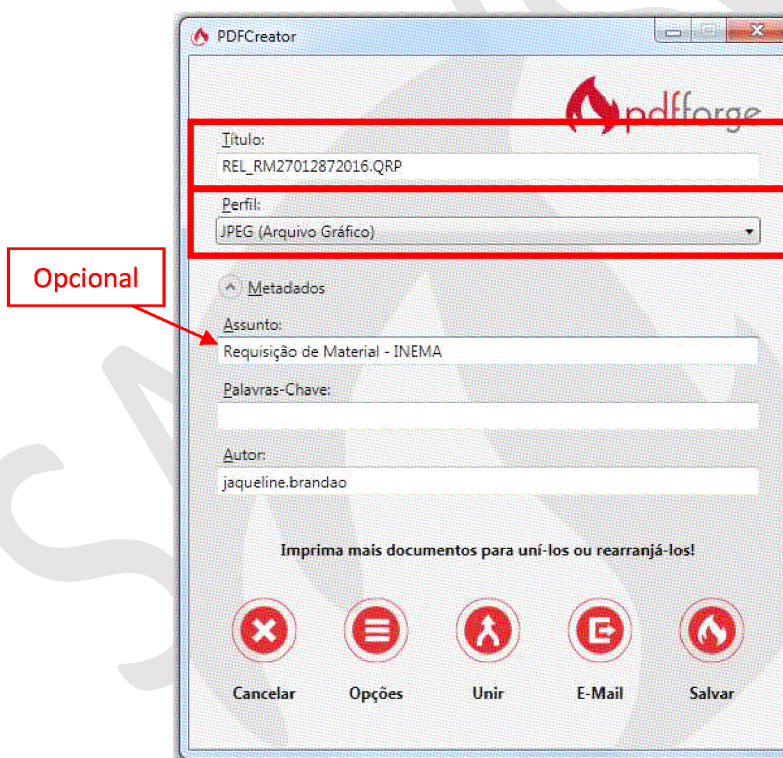 PDFCreator
pdfforge
Título:
REL_RM27012872016.QRP
Perfil:
JPEG (Arquivo Gráfico)
Opcional
Metadados
Assunto:
Requisição de Material - INEMA
Palavras-Chave:
Autor:
jaqueline.brandao
Imprima mais documentos para uní-los ou rearranjá-los!
Cancelar Opções Unir E-Mail Salvar